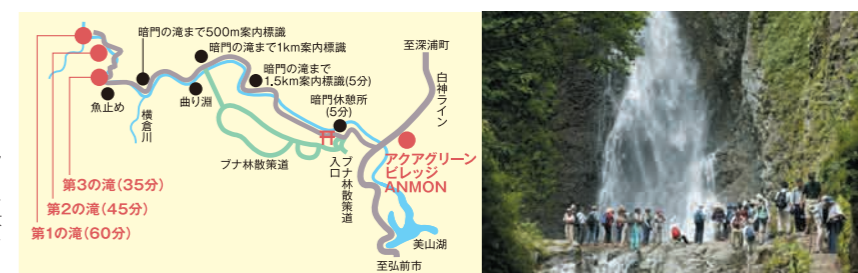 暗門の滝まで500m案内標識
暗門の滝まで1km案内標識
至深浦町
暗門の滝まで
1.5km案内標識(5分)
白神ライン
暗門休憩所
(5分)
魚止め
横倉川
曲り淵
ブナ林散策道
ブナ林散策道
入口
アクアグリーン
ビレッジ
ANMON
第3の滝(35分)
第2の滝(45分)
第1の滝(60分)
美山湖
至弘前市